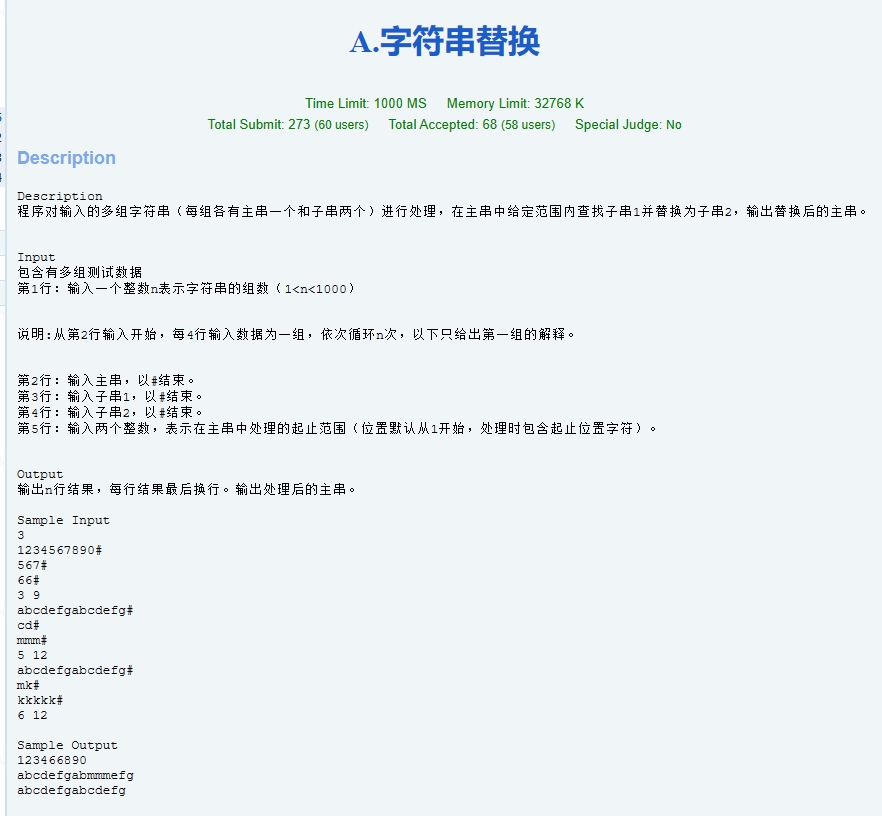 A.字符串替换
Time Limit: 1000 MS Memory Limit: 32768 K
Total Submit: 273 (60 users) Total Accepted: 68 (58 users) Special Judge: No
Description
Description
程序对输入的多组字符串（每组各有主串一个和子串两个）进行处理，在主串中给定范围内查找子串1并替换为子串2，输出替换后的主串。
Input
包含有多组测试数据
第1行：输入一个整数n表示字符串的组数（1<n<1000）
说明:从第2行输入开始，每4行输入数据为一组，依次循环n次，以下只给出第一组的解释。
第2行：输入主串，以#结束。
第3行：输入子串1，以#结束。
第4行：输入子串2，以#结束。
第5行：输入两个整数，表示在主串中处理的起止范围（位置默认从1开始，处理时包含起止位置字符）。
Output
输出n行结果，每行结果最后换行。输出处理后的主串。
Sample Input
3
1234567890#
567#
66#
3 9
abcdefgabcdefg#
cd#
mmm#
5 12
abcdefgabcdefg#
mk#
kkkkk#
6 12
Sample Output
123466890
abcdefgabmmmefg
abcdefgabcdefg